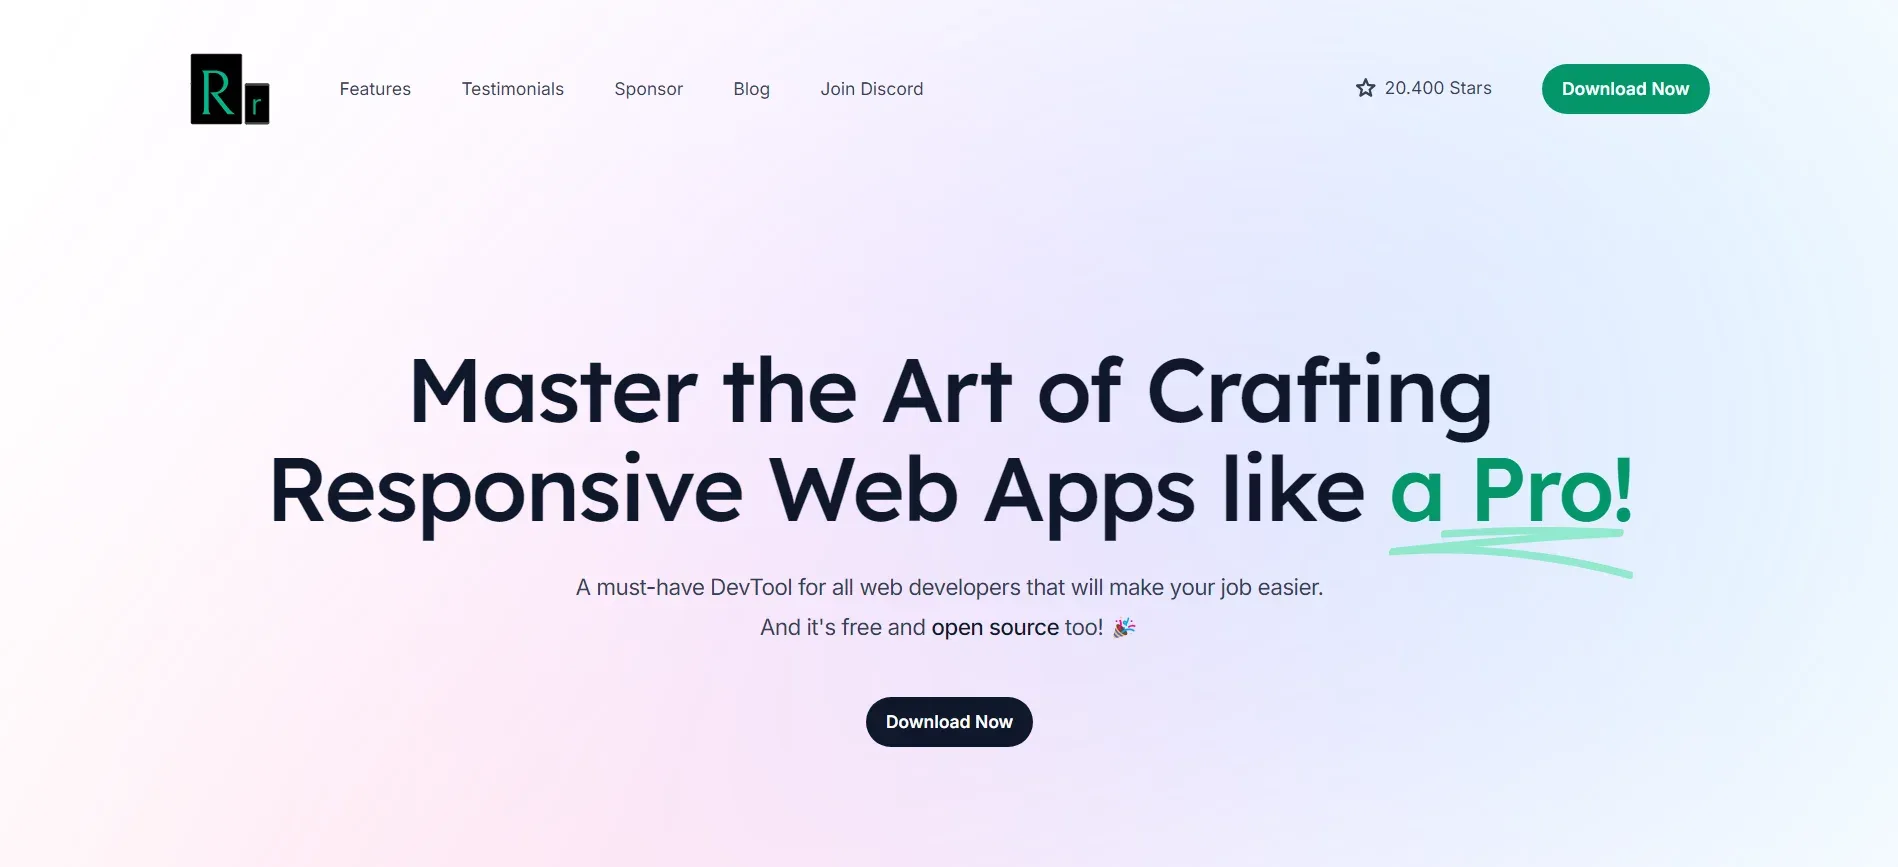 R r
Features
Testimonials
Sponsor
Blog
Join Discord
20.400 Stars
Download Now
Master the Art of Crafting
Responsive Web Apps like a Pro!
A must-have DevTool for all web developers that will make your job easier.
And it's free and open source too! 🎉
Download Now